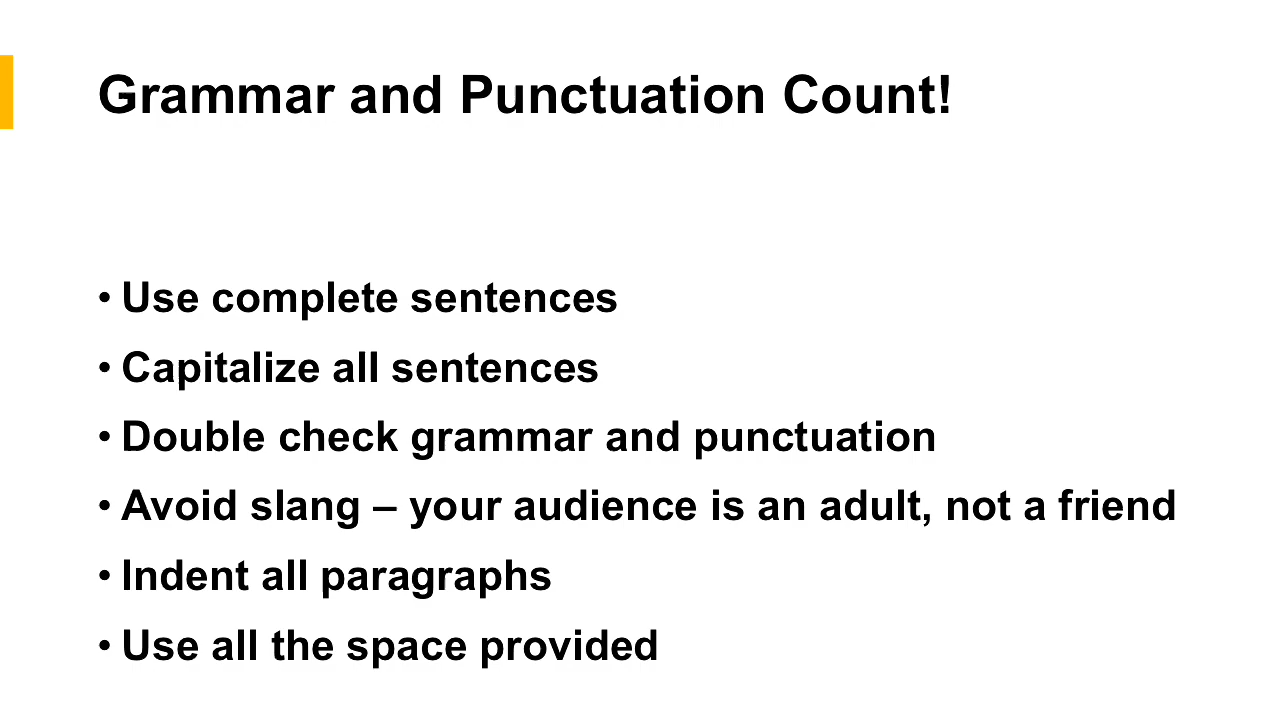 Grammar and Punctuation Count!
• Use complete sentences
• Capitalize all sentences
• Double check grammar and punctuation
• Avoid slang – your audience is an adult, not a friend
• Indent all paragraphs
• Use all the space provided